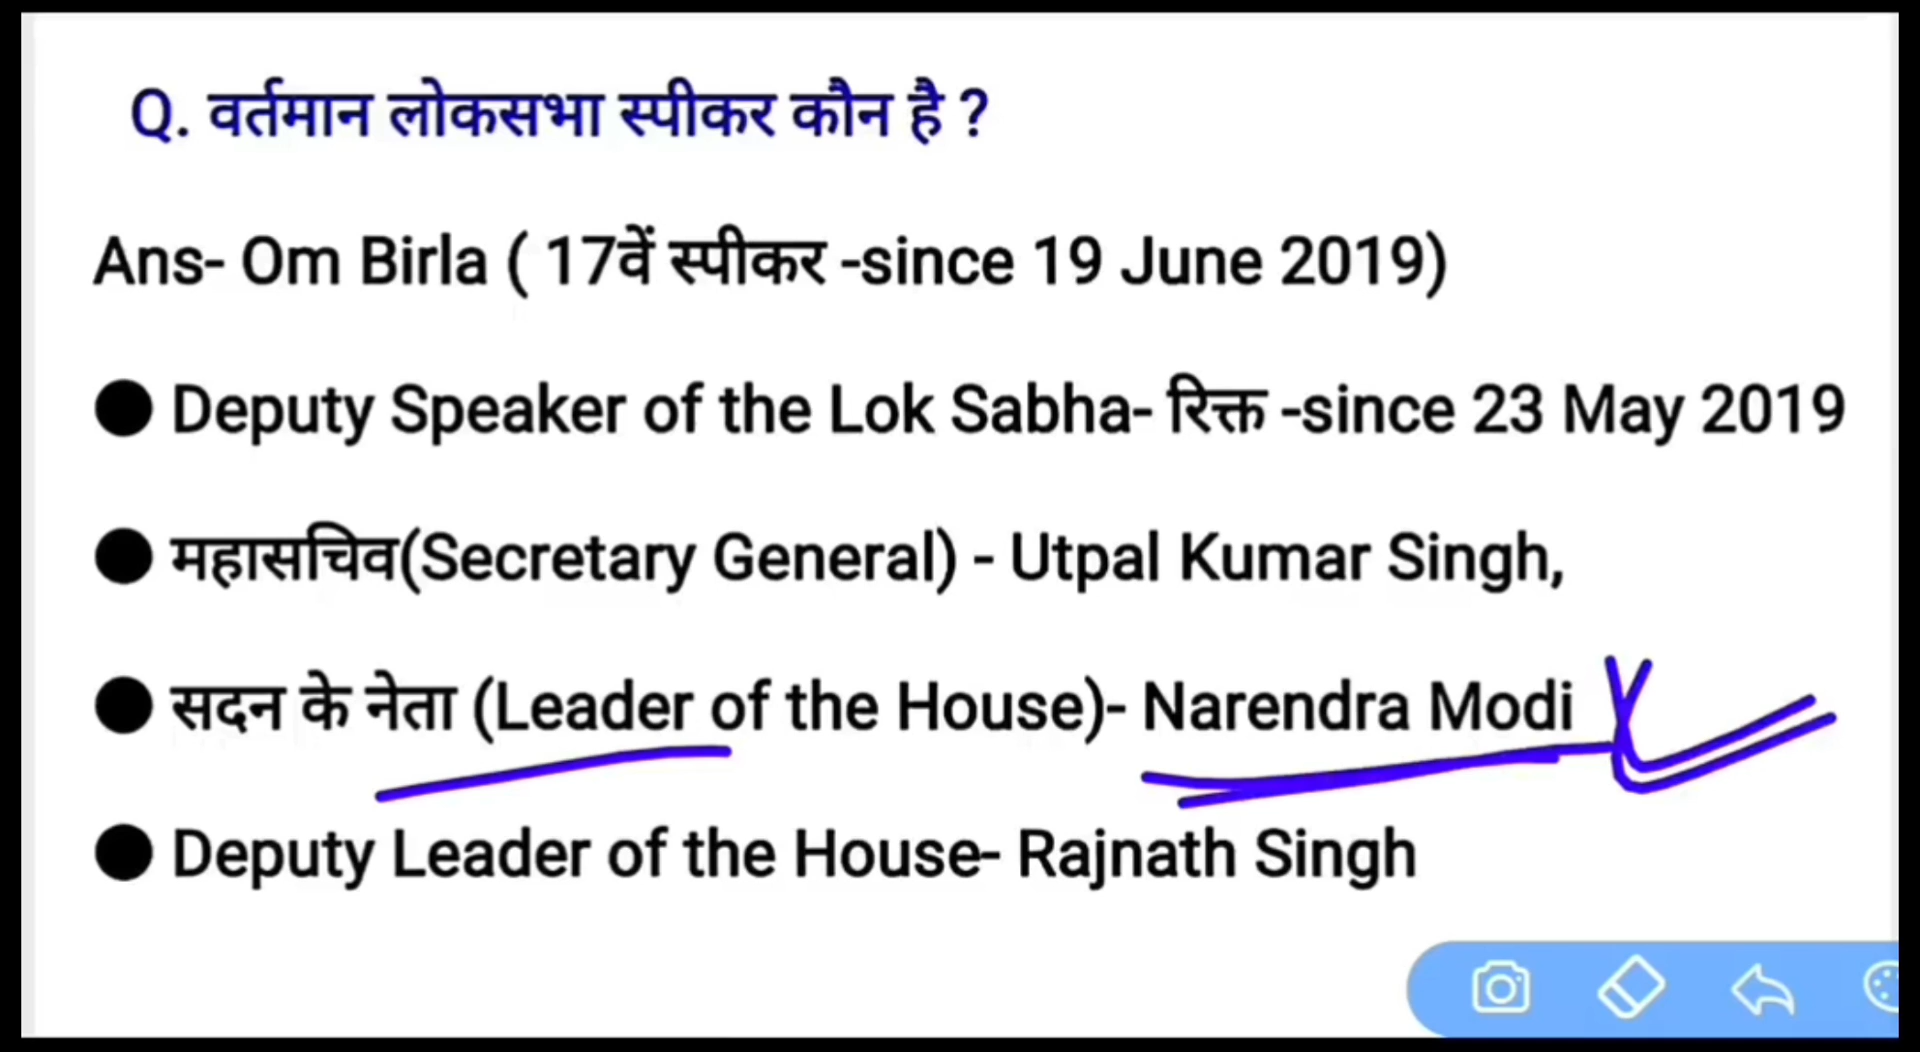 Q. वर्तमान लोकसभा स्पीकर कौन है ?
Ans- Om Birla ( 17वें स्पीकर -since 19 June 2019)
● Deputy Speaker of the Lok Sabha- रिक्त -since 23 May 2019
● महासचिव(Secretary General) - Utpal Kumar Singh,
● सदन के नेता (Leader of the House)- Narendra Modi
● Deputy Leader of the House- Rajnath Singh